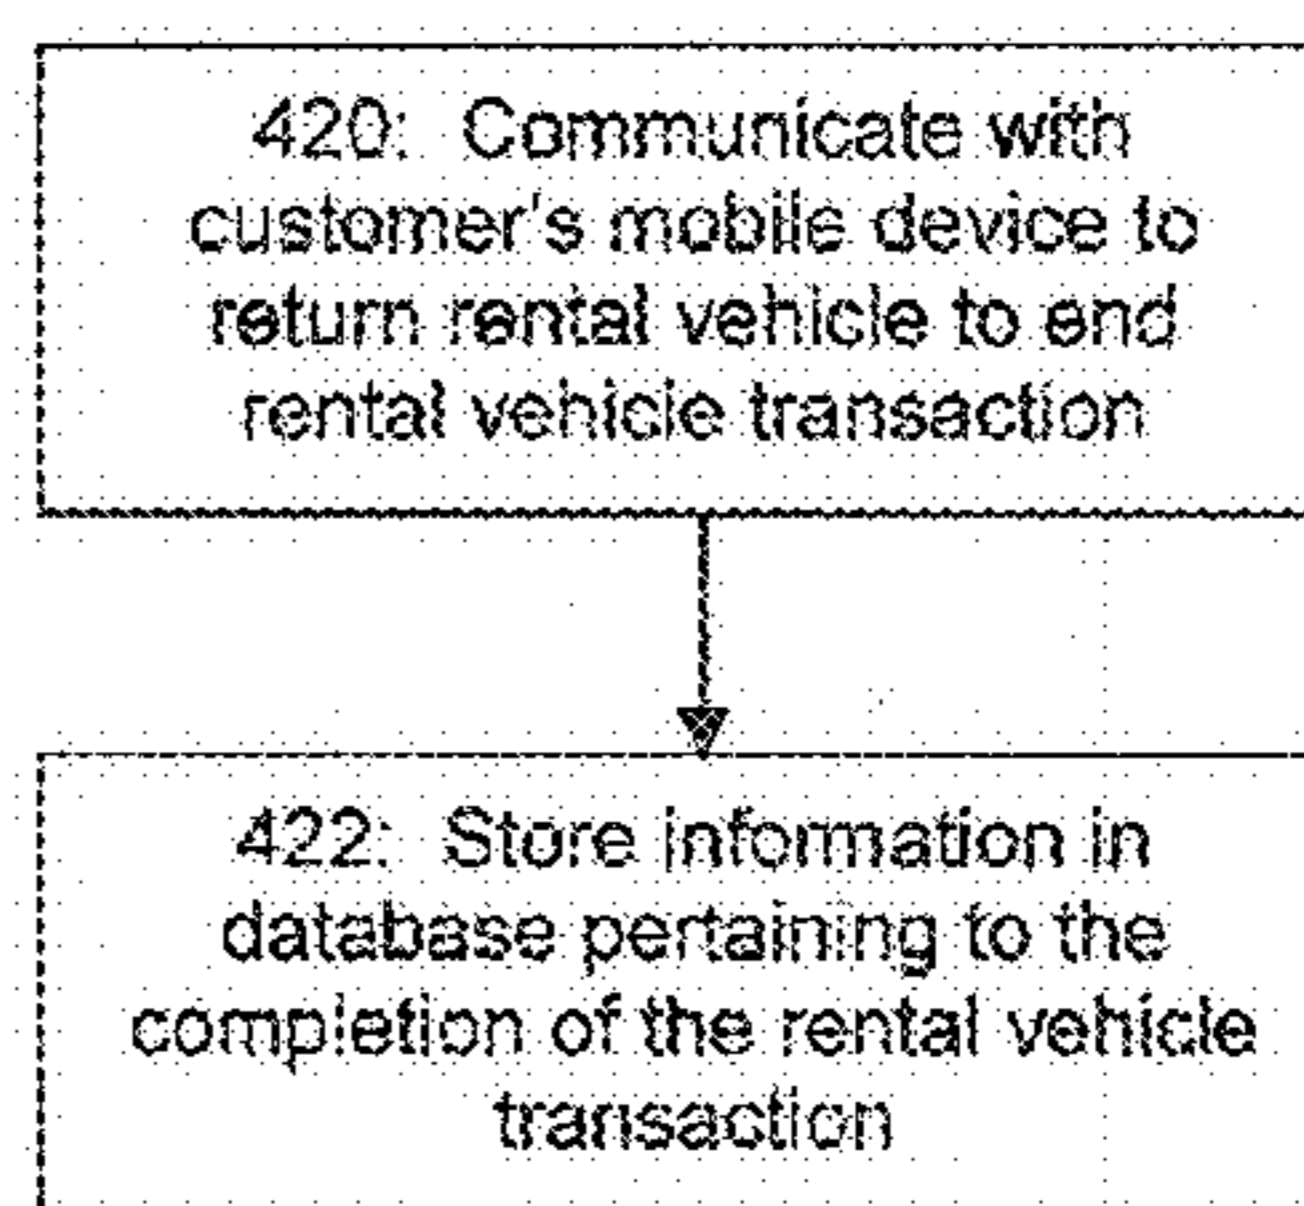 420: Communicate with
customer's mobile device to
return rental vehicle to end
rental vehicle transaction
422: Store information in
database pertaining to the
completion of the rental vehicle
transaction